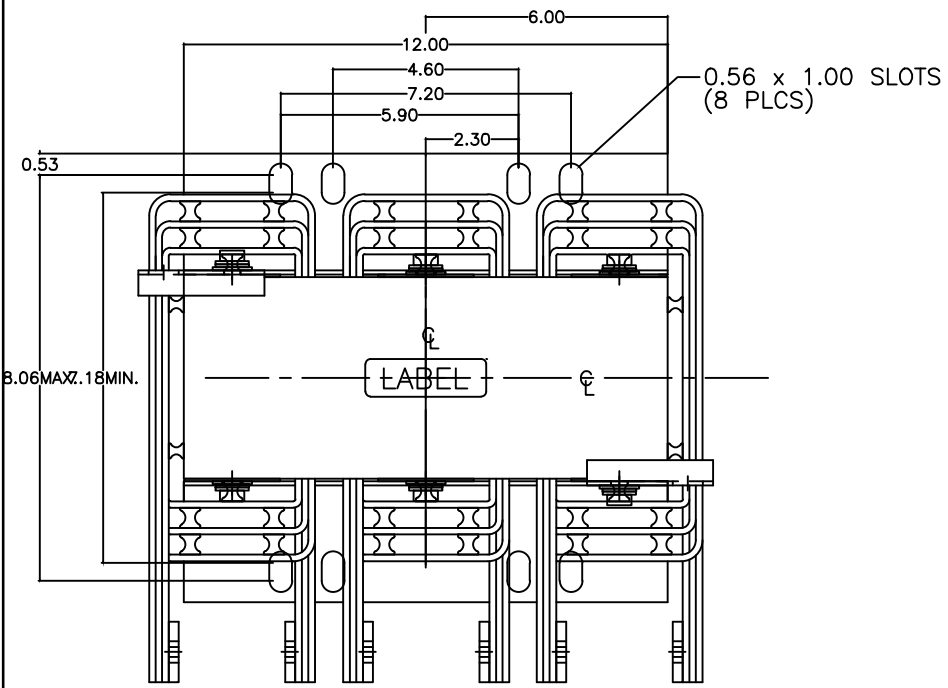 6.00
12.00
4.60
0.56 x 1.00 SLOTS
(8 PLCS)
7.20
5.90
2.30
0.53
℄
8.06MAX
7.18MIN.
LABEL
℄